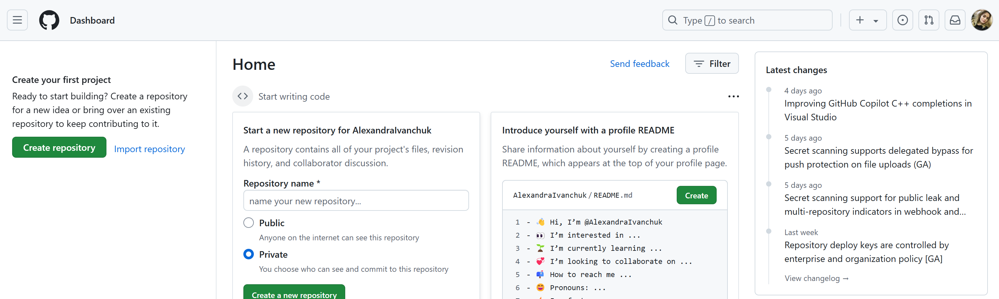 Dashboard
Type / to search
Create your first project
Ready to start building? Create a repository
for a new idea or bring over an existing
repository to keep contributing to it.
Create repository
Import repository
Home
Send feedback
Filter
Start writing code
Start a new repository for AlexandraIvanchuk
A repository contains all of your project's files, revision
history, and collaborator discussion.
Repository name *
name your new repository...
Public
Anyone on the internet can see this repository
Private
You choose who can see and commit to this repository
Create a new repository
Introduce yourself with a profile README
Share information about yourself by creating a profile
README, which appears at the top of your profile page.
AlexandraIvanchuk / README.md
Create
1 - 👋 Hi, I’m @AlexandraIvanchuk
2 - 👀 I’m interested in ...
3 - 🌱 I’m currently learning ...
4 - 💞️ I’m looking to collaborate on ...
5 - 📫 How to reach me ...
6 - 😄 Pronouns: ...
Latest changes
4 days ago
Improving GitHub Copilot C++ completions in
Visual Studio
5 days ago
Secret scanning supports delegated bypass for
push protection on file uploads (GA)
5 days ago
Secret scanning support for public leak and
multi-repository indicators in webhook and...
Last week
Repository deploy keys are controlled by
enterprise and organization policy [GA]
View changelog →